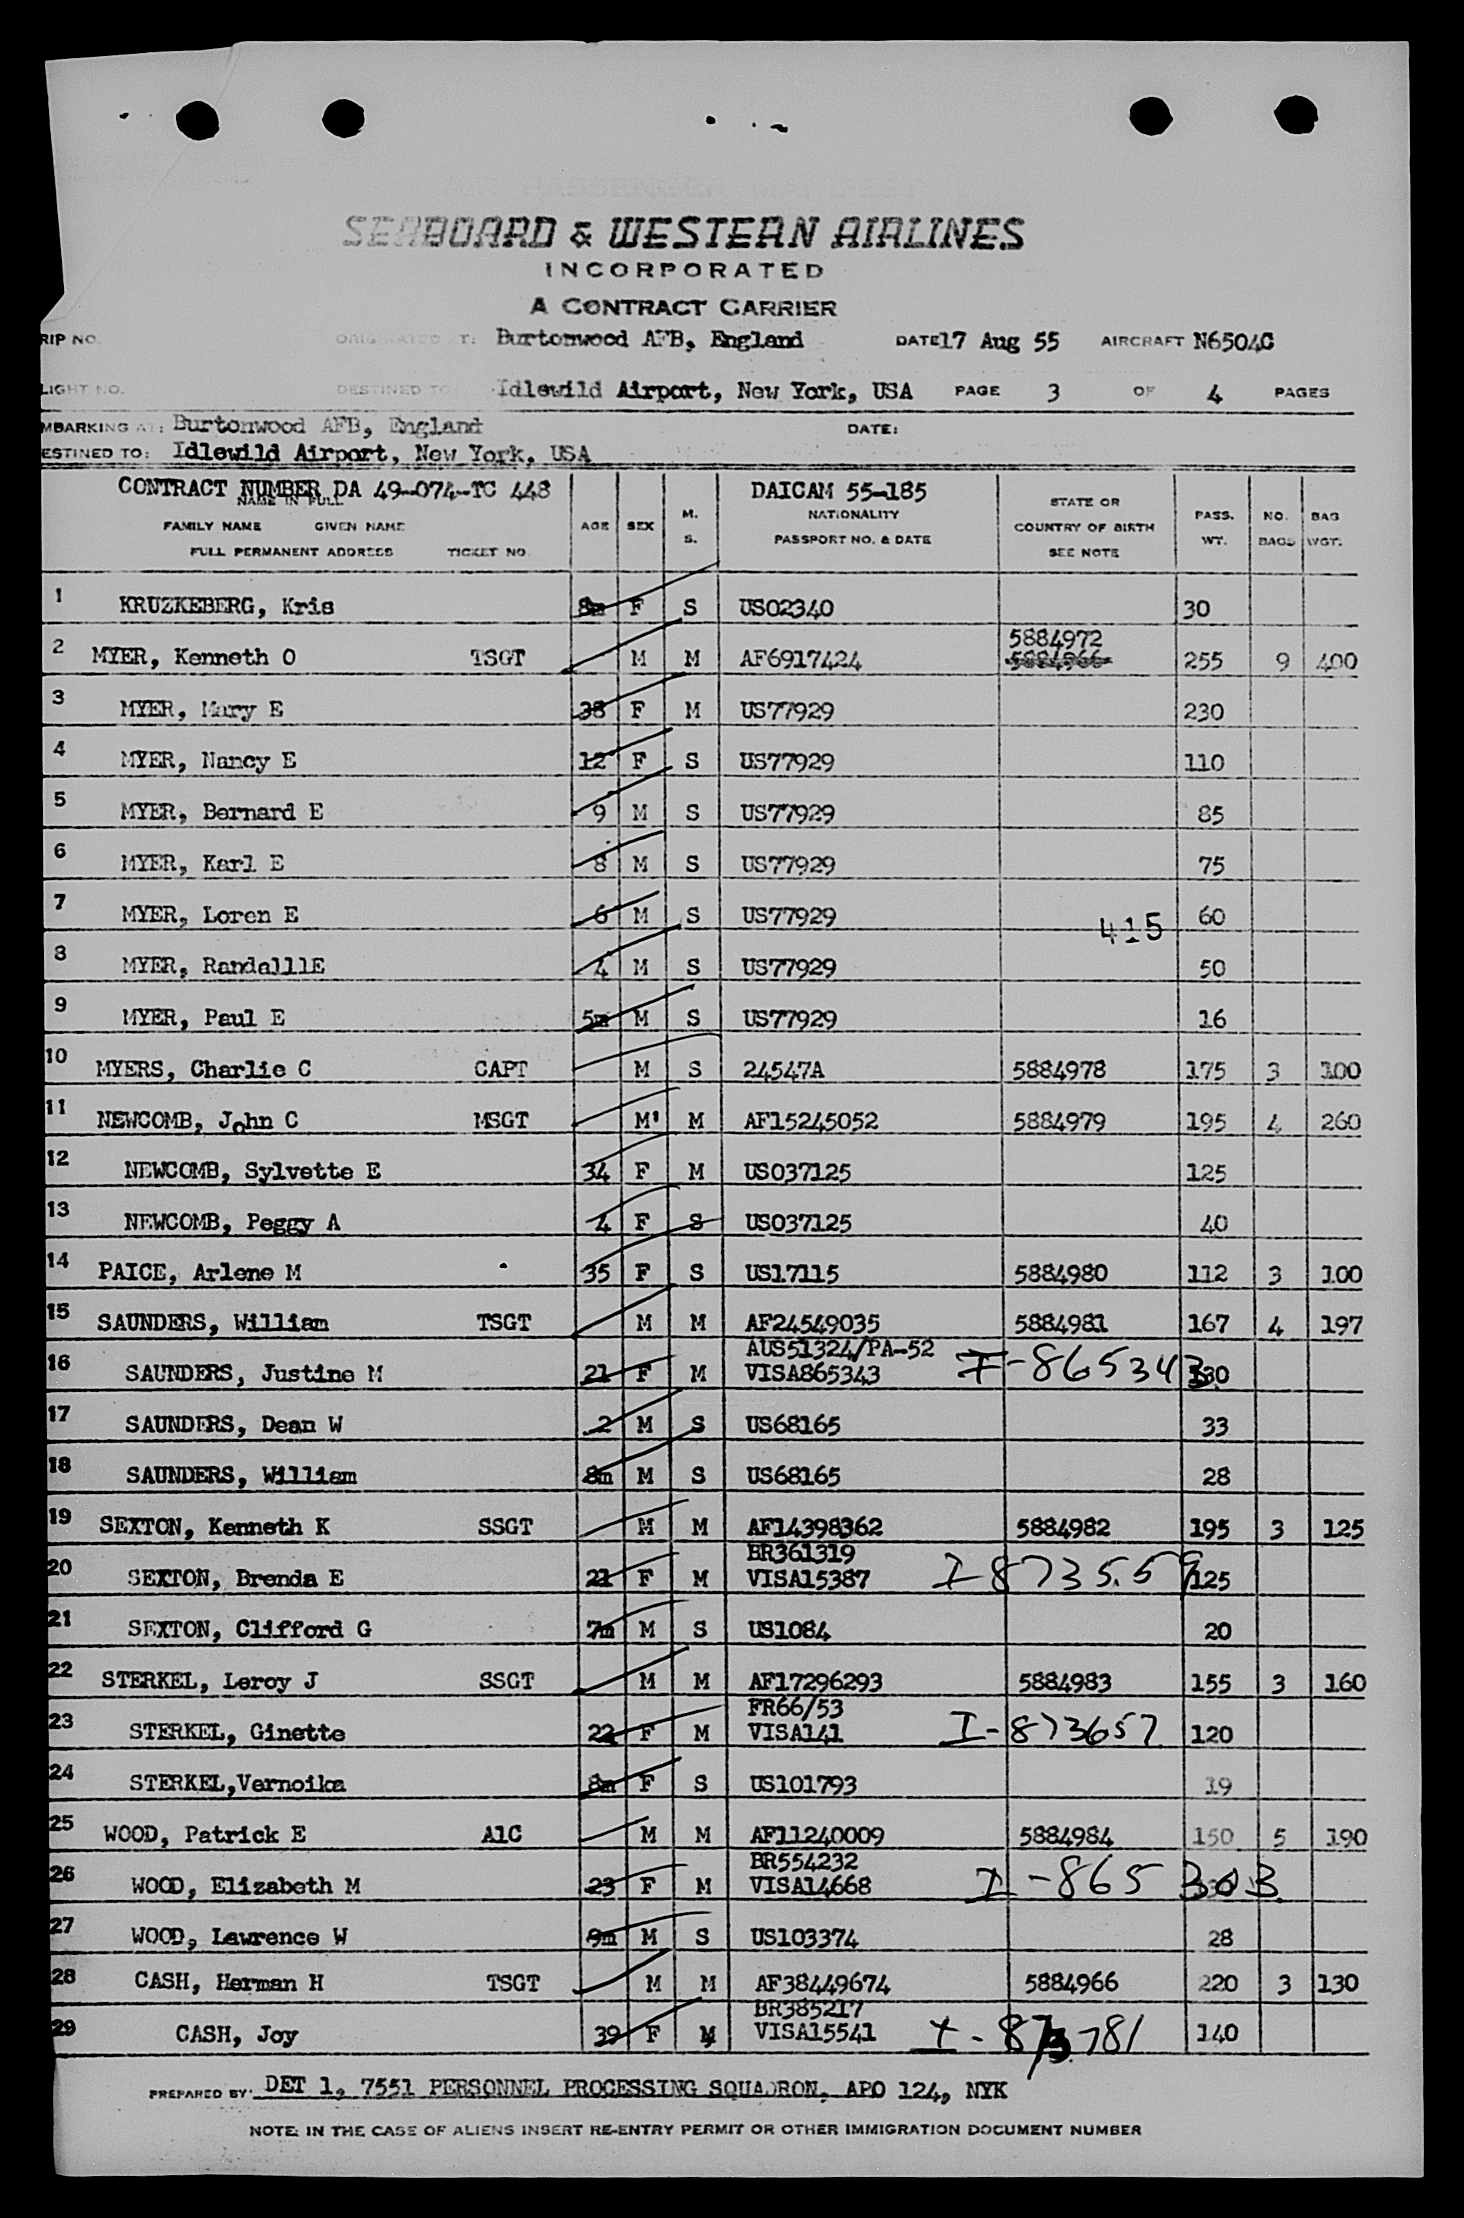 SEABOARD & WESTERN AIRLINES
INCORPORATED
A CONTRACT CARRIER
RIP NO. ORIGINATED AT: Burtonwood AFB, England DATE 17 Aug 55 AIRCRAFT N6504C
LIGHT NO. DESTINED TO Idlewild Airport, New York, USA PAGE 3 OF 4 PAGES
MBARKING AT: Burtonwood AFB, England DATE:
ESTINED TO: Idlewild Airport, New York, USA
CONTRACT NUMBER DA 49-074-TC 448 DAICAM 55-185
NAME IN FULL
FAMILY NAME GIVEN NAME
FULL PERMANENT ADDRESS TICKET NO.
AGE SEX M. S.
NATIONALITY
PASSPORT NO. & DATE
STATE OR
COUNTRY OF BIRTH
SEE NOTE
PASS. WT.
NO. BAGS
BAG WGT.
1 KRUZKEBERG, Kris 8m F S US02340 30
5884972
2 MYER, Kenneth O TSGT M M AF6917424 5884966 255 9 400
3 MYER, Mary E 38 F M US77929 230
4 MYER, Nancy E 12 F S US77929 110
5 MYER, Bernard E 9 M S US77929 85
6 MYER, Karl E 8 M S US77929 75
7 MYER, Loren E 6 M S US77929 60
415
8 MYER, RandalllE 4 M S US77929 50
9 MYER, Paul E 5m M S US77929 16
10 MYERS, Charlie C CAPT M S 24547A 5884978 175 3 100
11 NEWCOMB, John C MSGT M' M AF15245052 5884979 195 4 260
12 NEWCOMB, Sylvette E 34 F M US037125 125
13 NEWCOMB, Peggy A 4 F S US037125 40
14 PAICE, Arlene M 35 F S US17115 5884980 112 3 100
15 SAUNDERS, William TSGT M M AF24549035 5884981 167 4 197
AUS51324/PA-52
16 SAUNDERS, Justine M 21 F M VISA865343 I-865343 130
17 SAUNDERS, Dean W 2 M S US68165 33
18 SAUNDERS, William 8m M S US68165 28
19 SEXTON, Kenneth K SSGT M M AF14398362 5884982 195 3 125
BR361319
20 SEXTON, Brenda E 21 F M VISA15387 I-873559 125
21 SEXTON, Clifford G 7m M S US1084 20
22 STERKEL, Leroy J SSGT M M AF17296293 5884983 155 3 160
FR66/53
23 STERKEL, Ginette 22 F M VISA141 I-873657 120
24 STERKEL,Vernoika 8m F S US101793 19
25 WOOD, Patrick E A1C M M AF11240009 5884984 150 5 190
BR554232
26 WOOD, Elizabeth M 23 F M VISA14668 I-865303
27 WOOD, Lawrence W 9m M S US103374 28
28 CASH, Herman H TSGT M M AF38449674 5884966 220 3 130
BR385217
29 CASH, Joy 39 F M VISA15541 I-873781 140
PREPARED BY: DET 1, 7551 PERSONNEL PROCESSING SQUADRON, APO 124, NYK
NOTE: IN THE CASE OF ALIENS INSERT RE-ENTRY PERMIT OR OTHER IMMIGRATION DOCUMENT NUMBER